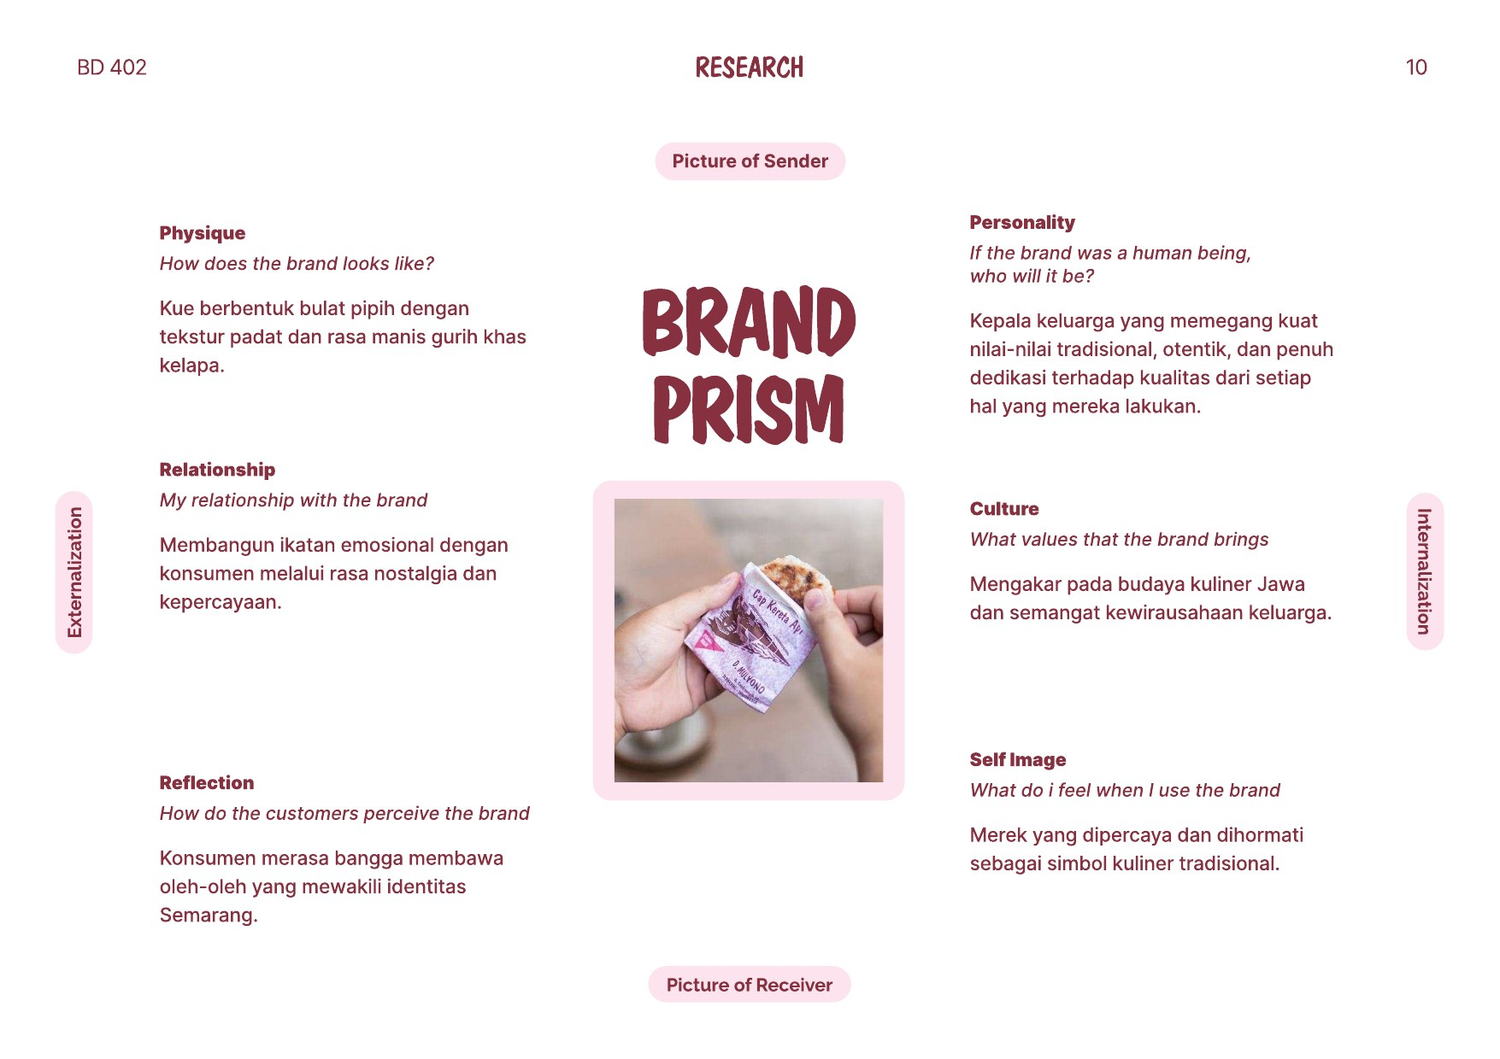 BD 402
RESEARCH
10
Picture of Sender
Physique
How does the brand looks like?
Kue berbentuk bulat pipih dengan
tekstur padat dan rasa manis gurih khas
kelapa.
Relationship
My relationship with the brand
Membangun ikatan emosional dengan
konsumen melalui rasa nostalgia dan
kepercayaan.
Reflection
How do the customers perceive the brand
Konsumen merasa bangga membawa
oleh-oleh yang mewakili identitas
Semarang.
Externalization
BRAND
PRISM
Cap Kereta Api
D. MULYONO
Personality
If the brand was a human being,
who will it be?
Kepala keluarga yang memegang kuat
nilai-nilai tradisional, otentik, dan penuh
dedikasi terhadap kualitas dari setiap
hal yang mereka lakukan.
Culture
What values that the brand brings
Mengakar pada budaya kuliner Jawa
dan semangat kewirausahaan keluarga.
Self Image
What do i feel when I use the brand
Merek yang dipercaya dan dihormati
sebagai simbol kuliner tradisional.
Internalization
Picture of Receiver